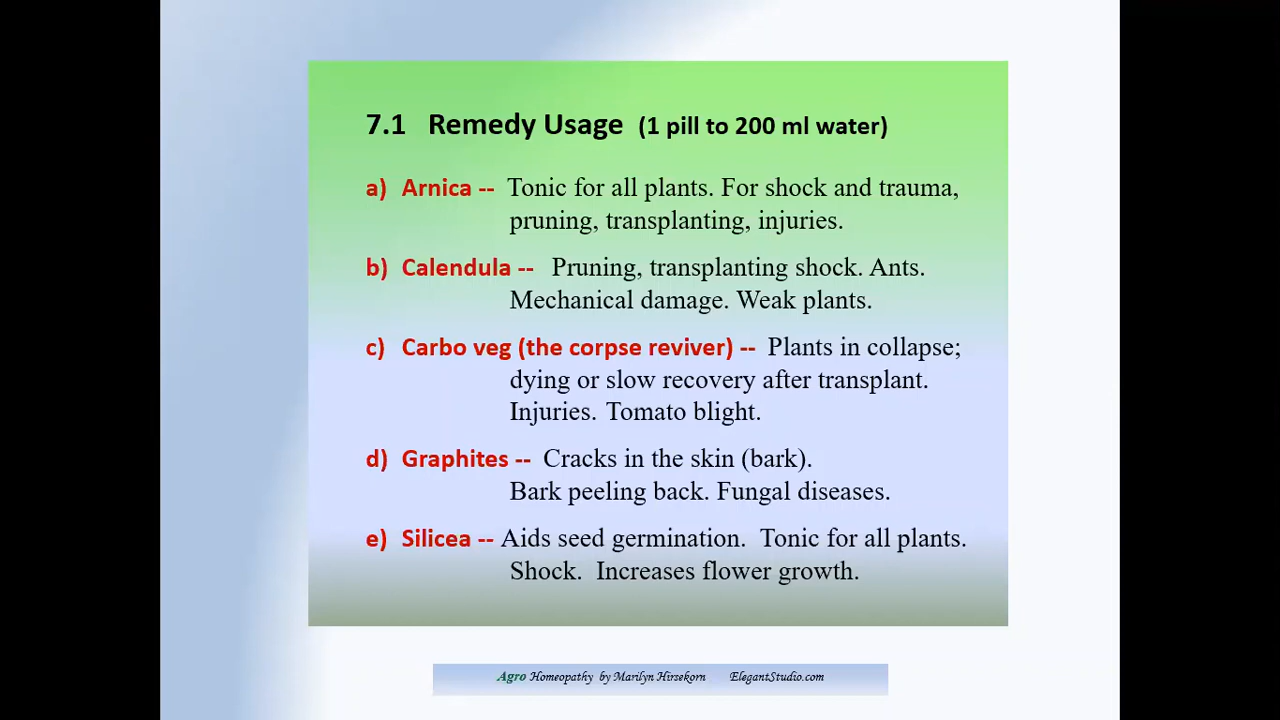 7.1 Remedy Usage (1 pill to 200 ml water)
a) Arnica -- Tonic for all plants. For shock and trauma,
pruning, transplanting, injuries.
b) Calendula -- Pruning, transplanting shock. Ants.
Mechanical damage. Weak plants.
c) Carbo veg (the corpse reviver) -- Plants in collapse;
dying or slow recovery after transplant.
Injuries. Tomato blight.
d) Graphites -- Cracks in the skin (bark).
Bark peeling back. Fungal diseases.
e) Silicea -- Aids seed germination. Tonic for all plants.
Shock. Increases flower growth.
Agro Homeopathy by Marilyn Hirsekorn ElegantStudio.com